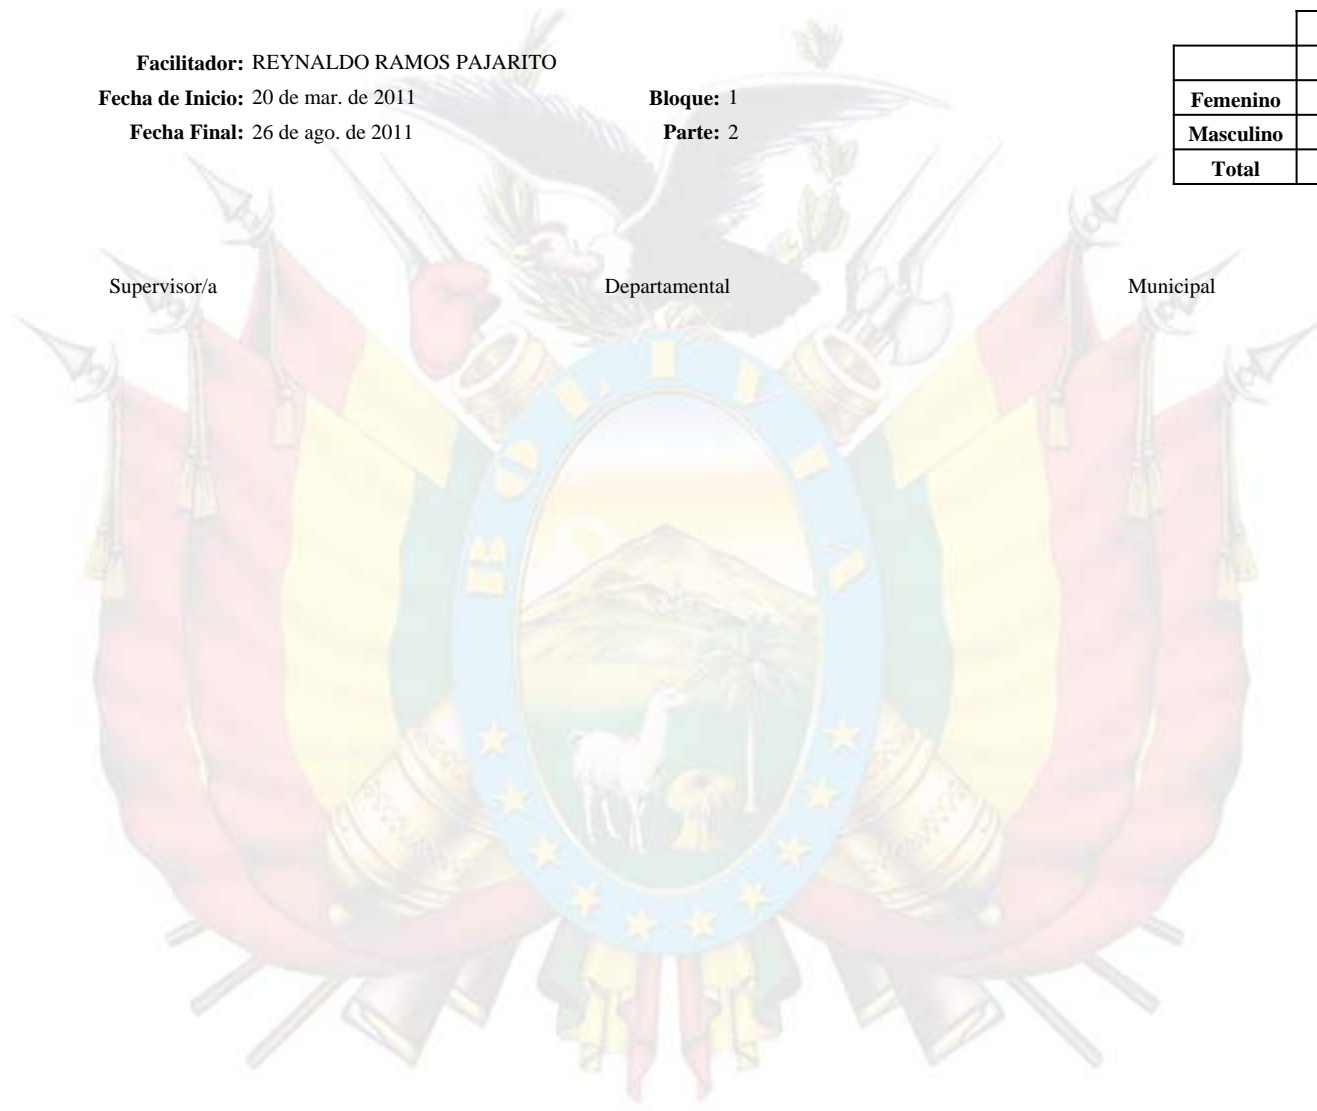 Facilitador: REYNALDO RAMOS PAJARITO
Fecha de Inicio: 20 de mar. de 2011 Bloque: 1
Fecha Final: 26 de ago. de 2011 Parte: 2
Femenino
Masculino
Total
Supervisor/a Departamental Municipal
BOLIVIA